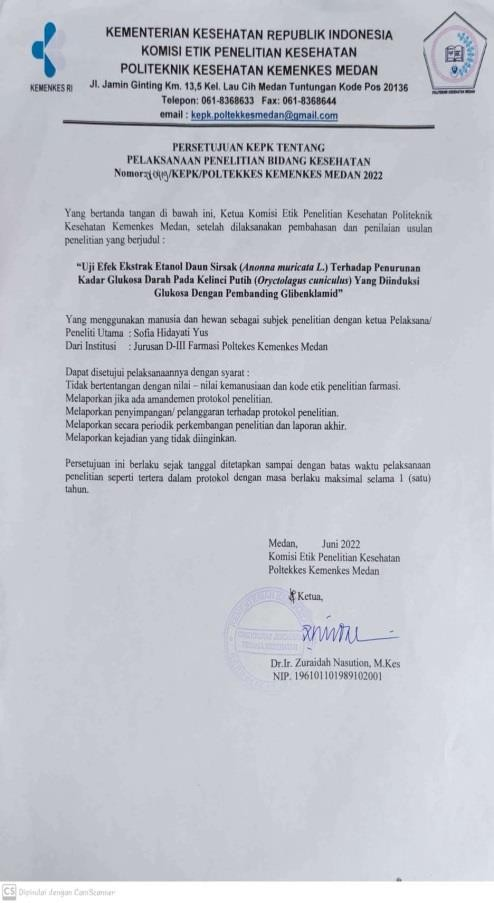 KEMENTERIAN KESEHATAN REPUBLIK INDONESIA
KOMISI ETIK PENELITIAN KESEHATAN
POLITEKNIK KESEHATAN KEMENKES MEDAN
KEMENKES RI
Jl. Jamin Ginting Km. 13,5 Kel. Lau Cih Medan Tuntungan Kode Pos 20136
Telepon: 061-8368633 Fax: 061-8368644
email : kepk.poltekkesmedan@gmail.com
PERSETUJUAN KEPK TENTANG
PELAKSANAAN PENELITIAN BIDANG KESEHATAN
/KEPK/POLTEKKES KEMENKES MEDAN 2022
Yang bertanda tangan di bawah ini, Ketua Komisi Etik Penelitian Kesehatan Politeknik
Kesehatan Kemenkes Medan, setelah dilaksanakan pembahasan dan penilaian usulan
penelitian yang berjudul :
“Uji Efek Ekstrak Etanol Daun Sirsak (Anonna muricata L.) Terhadap Penurunan
Kadar Glukosa Darah Pada Kelinci Putih (Oryctolagus cuniculus) Yang Diinduksi
Glukosa Dengan Pembanding Glibenklamid”
Yang menggunakan manusia dan hewan sebagai subjek penelitian dengan ketua Pelaksana/
Peneliti Utama : Sofia Hidayati Yus
Dari Institusi : Jurusan D-III Farmasi Poltekes Kemenkes Medan
Dapat disetujui pelaksanaannya dengan syarat :
Tidak bertentangan dengan nilai – nilai kemanusiaan dan kode etik penelitian farmasi.
Melaporkan jika ada amandemen protokol penelitian.
Melaporkan penyimpangan/ pelanggaran terhadap protokol penelitian.
Melaporkan secara periodik perkembangan penelitian dan laporan akhir.
Melaporkan kejadian yang tidak diinginkan.
Persetujuan ini berlaku sejak tanggal ditetapkan sampai dengan batas waktu pelaksanaan
penelitian seperti tertera dalam protokol dengan masa berlaku maksimal selama 1 (satu)
tahun.
Medan, Juni 2022
Komisi Etik Penelitian Kesehatan
Poltekkes Kemenkes Medan
Ketua,
Dr.Ir. Zuraidah Nasution, M.Kes
NIP. 196101101989102001
CS Dipindai dengan CamScanner